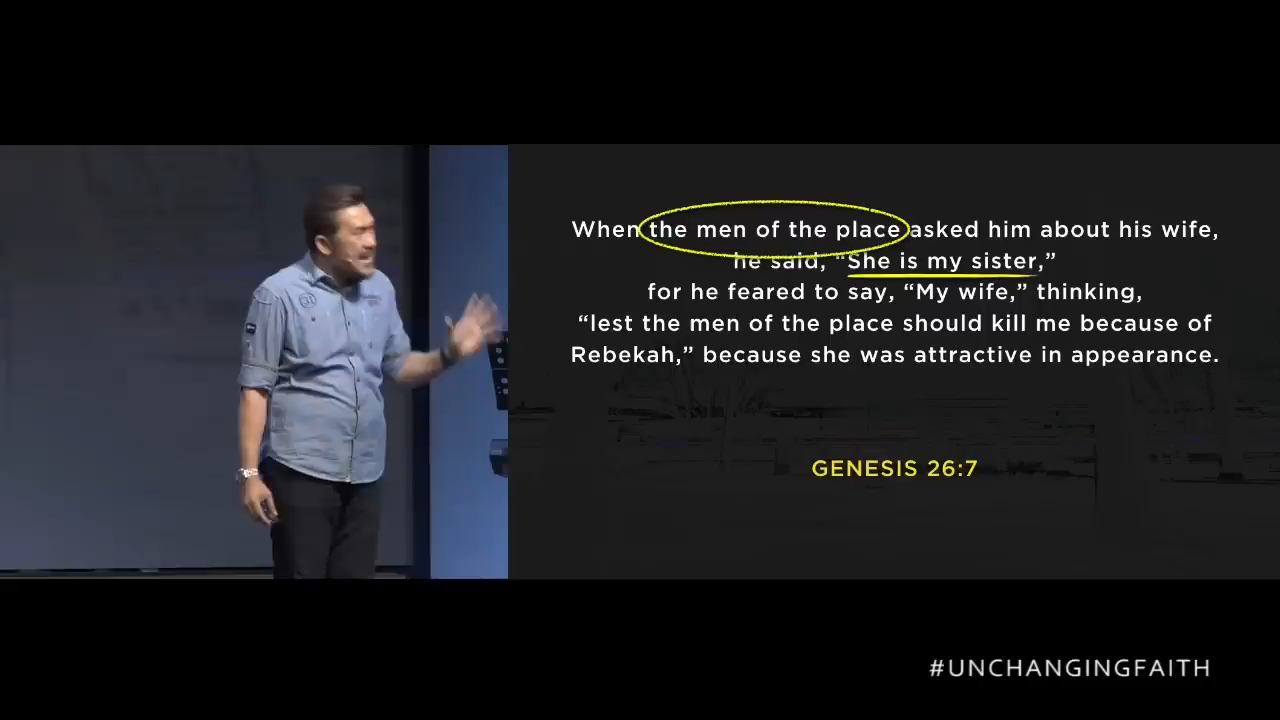 When the men of the place asked him about his wife,
he said, “She is my sister,”
for he feared to say, “My wife,” thinking,
“lest the men of the place should kill me because of
Rebekah,” because she was attractive in appearance.
GENESIS 26:7
#UNCHANGINGFAITH
31